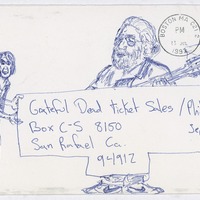 BOSTON MA
PM
Grateful Dead Ticket Sales / Phil
Box C-S 8150
San Rafael Ca.
94912